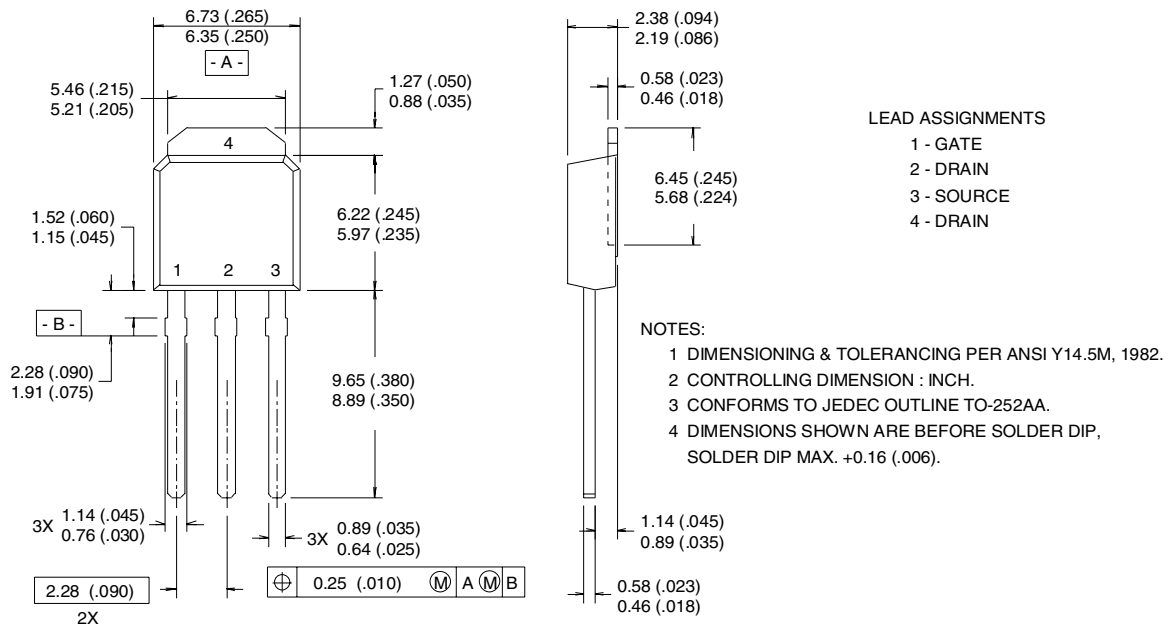 6.73 (.265)
6.35 (.250)
- A -
5.46 (.215)
5.21 (.205)
1.27 (.050)
0.88 (.035)
4
6.22 (.245)
5.97 (.235)
1.52 (.060)
1.15 (.045)
1 2 3
- B -
2.28 (.090)
1.91 (.075)
9.65 (.380)
8.89 (.350)
3X 1.14 (.045)
0.76 (.030)
3X 0.89 (.035)
0.64 (.025)
2.28 (.090)
2X
⌖ 0.25 (.010) Ⓜ A Ⓜ B
2.38 (.094)
2.19 (.086)
0.58 (.023)
0.46 (.018)
6.45 (.245)
5.68 (.224)
1.14 (.045)
0.89 (.035)
0.58 (.023)
0.46 (.018)
LEAD ASSIGNMENTS
1 - GATE
2 - DRAIN
3 - SOURCE
4 - DRAIN
NOTES:
1 DIMENSIONING & TOLERANCING PER ANSI Y14.5M, 1982.
2 CONTROLLING DIMENSION : INCH.
3 CONFORMS TO JEDEC OUTLINE TO-252AA.
4 DIMENSIONS SHOWN ARE BEFORE SOLDER DIP,
SOLDER DIP MAX. +0.16 (.006).